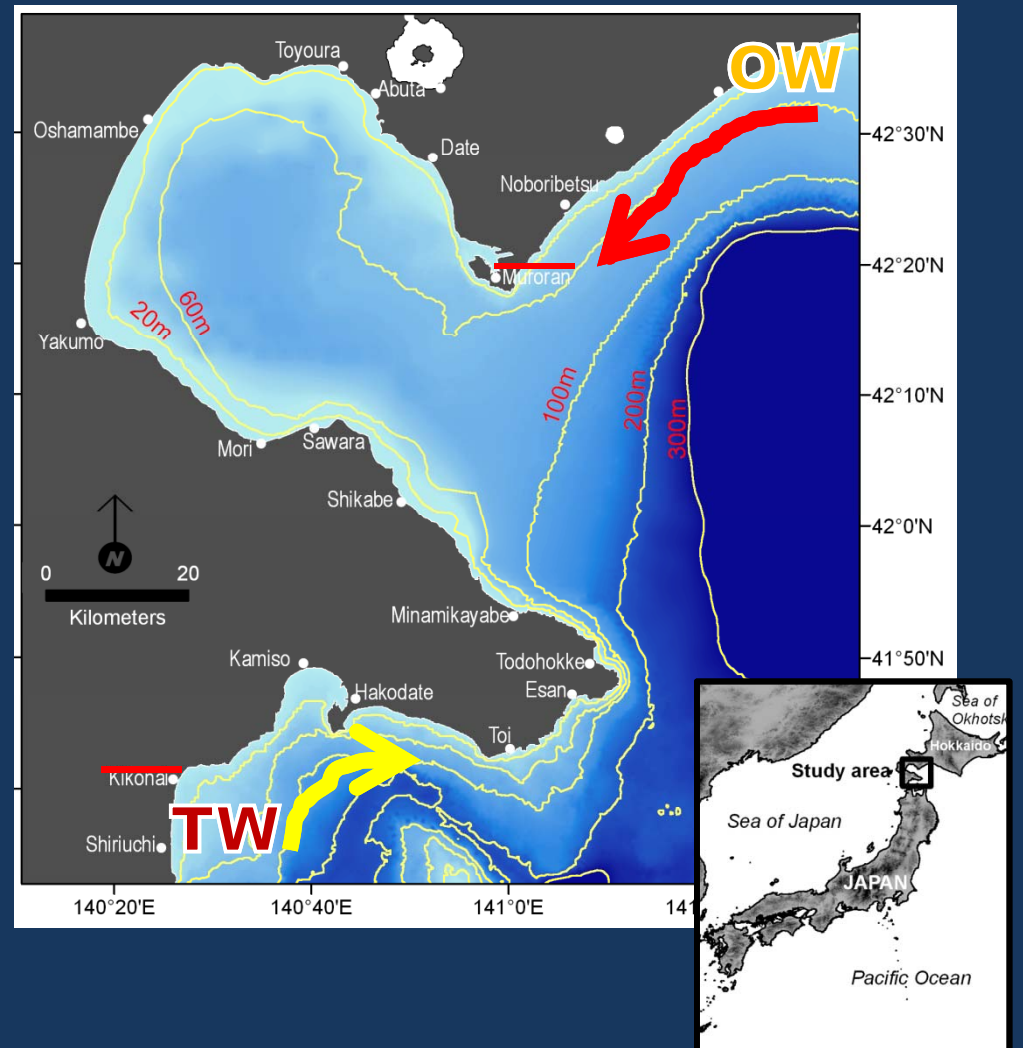 OW
Toyoura
Abuta
Oshamambe
Date
Noboribetsu
Muroran
42°30'N
42°20'N
42°10'N
42°0'N
41°50'N
20m
60m
Yakumo
100m
200m
300m
Mori
Sawara
Shikabe
N
0 20
Kilometers
Minamikayabe
Kamiso
Todohokke
Hakodate
Esan
Toi
Kikonai
TW
Shiriuchi
140°20'E
140°40'E
141°0'E
Sea of
Hokkaido
Study area
Sea of Japan
JAPAN
Pacific Ocean